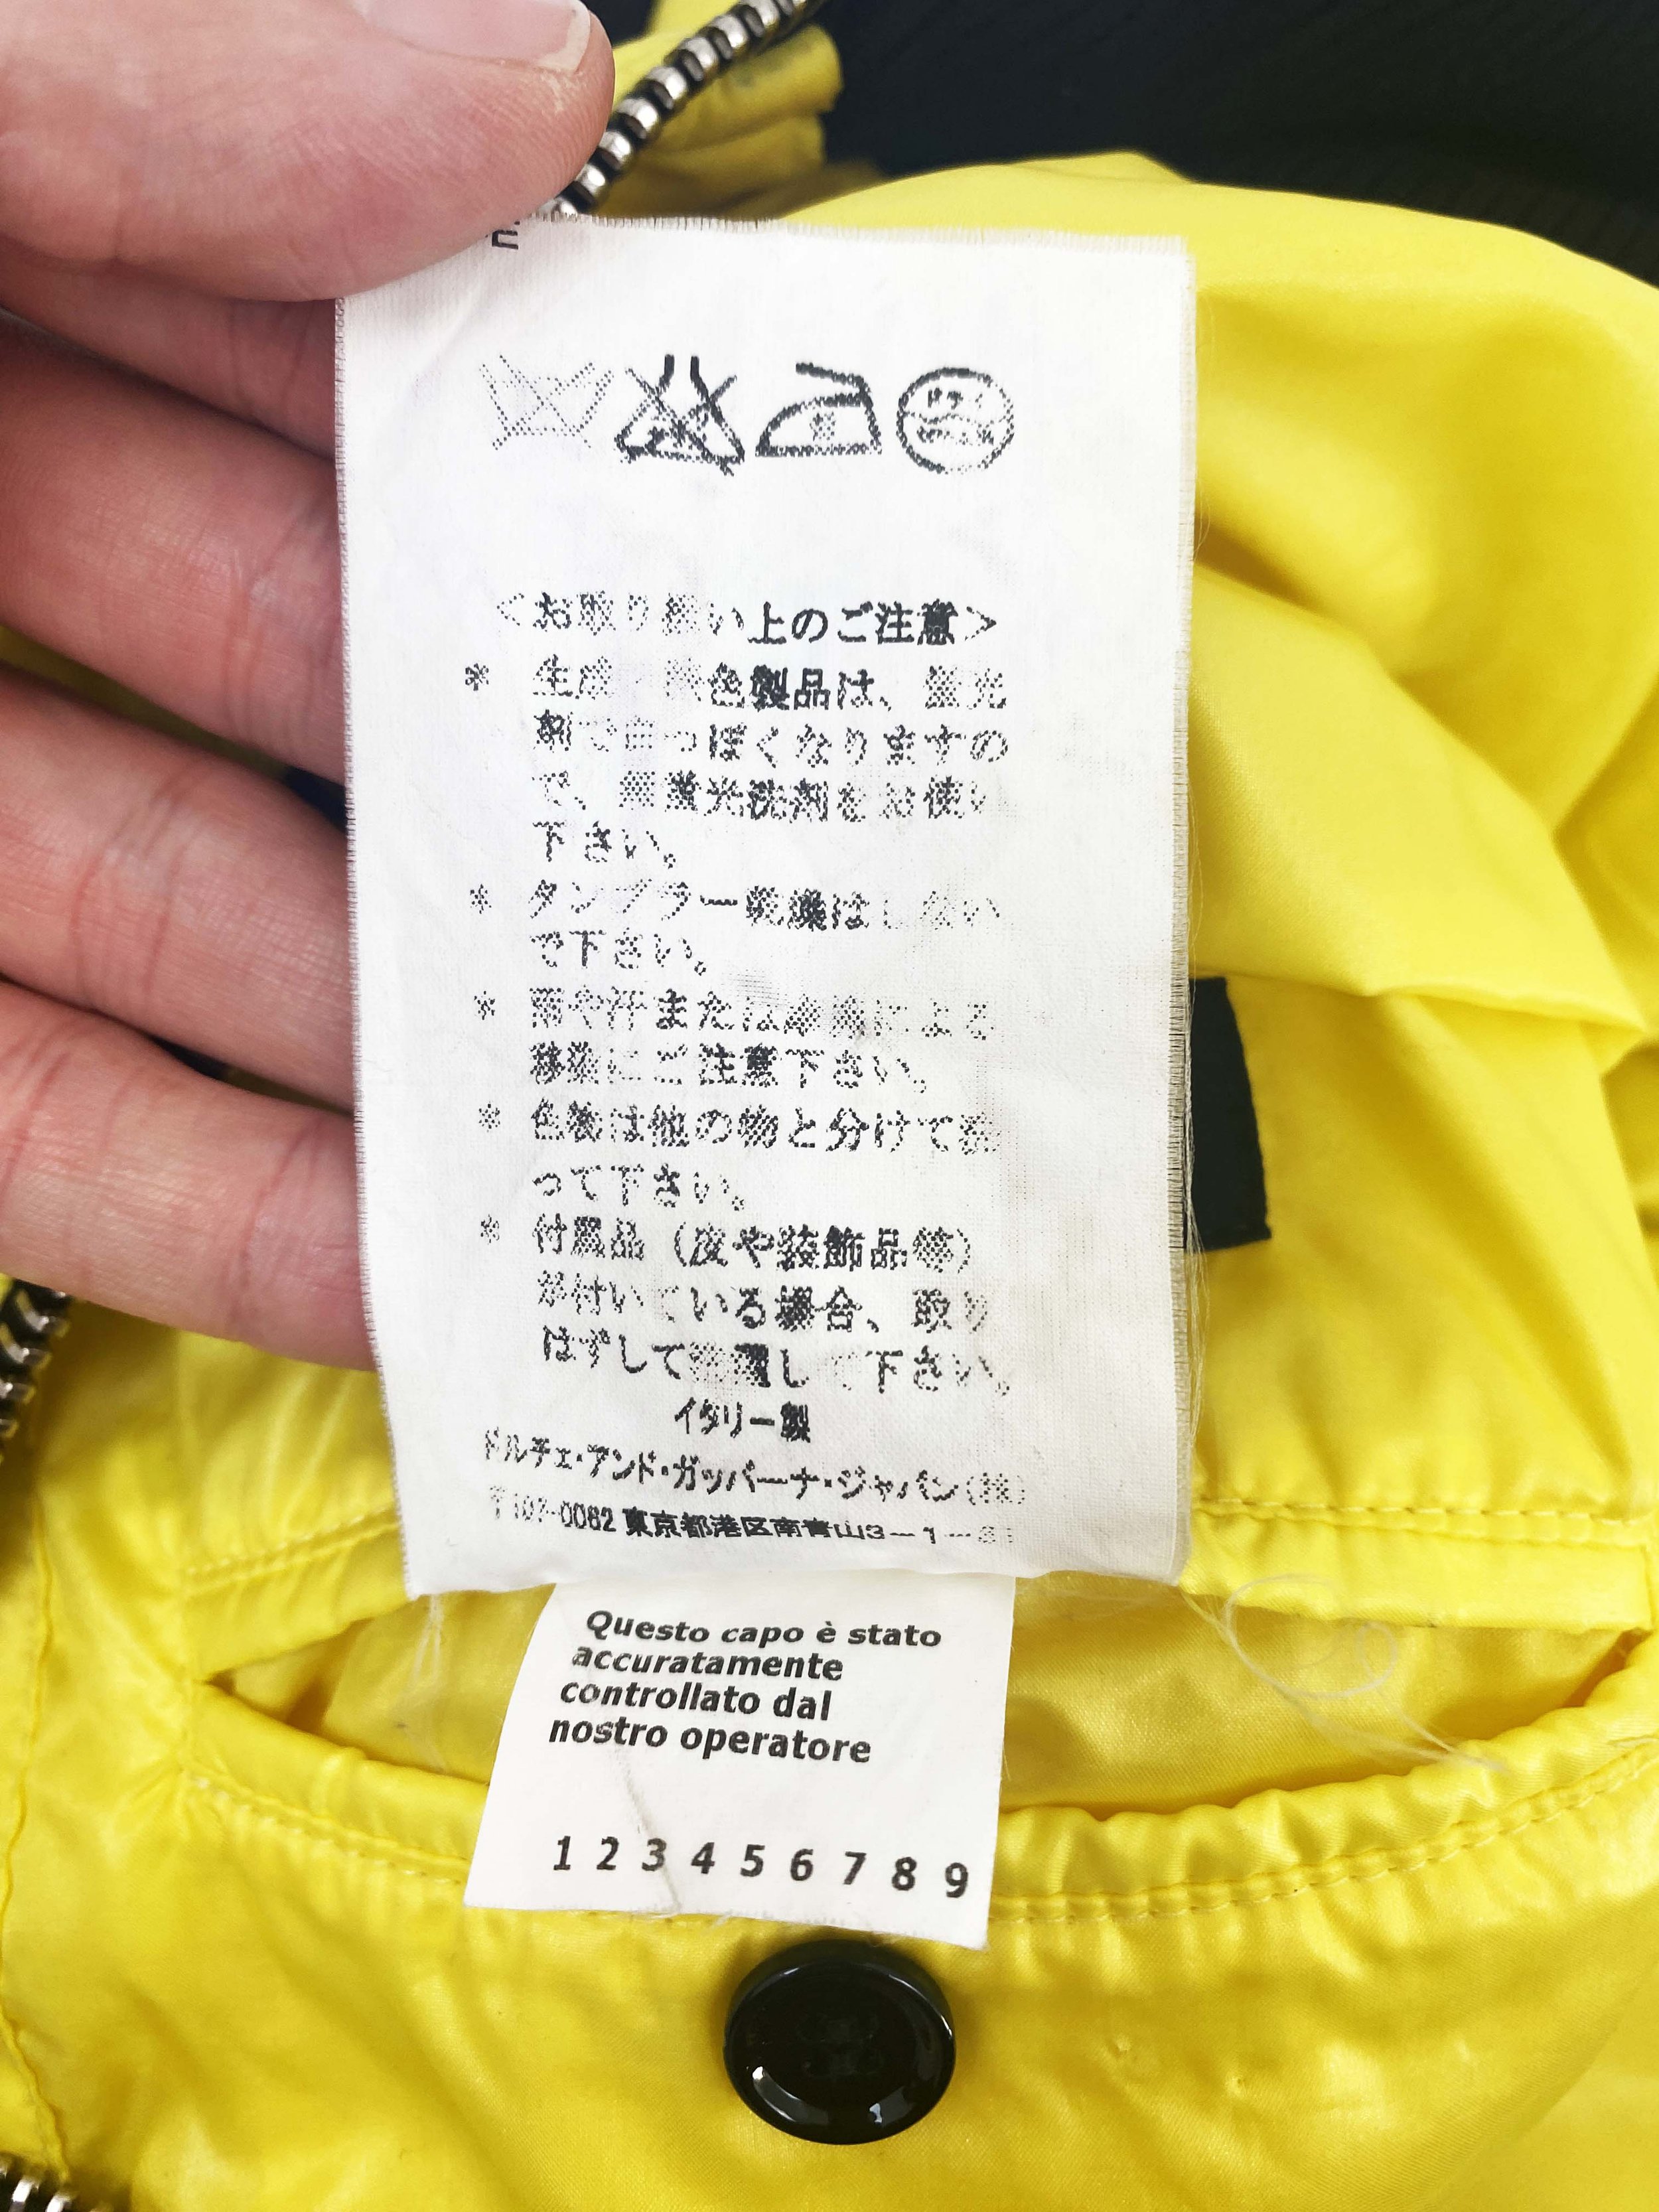 <お取り扱い上のご注意>
* 生成・淡色製品は、蛍光
剤で白っぽくなりますの
で、無蛍光洗剤をお使い
下さい。
* タンブラー乾燥はしない
で下さい。
* 雨や汗または摩擦による
移染にご注意下さい。
* 色物は他の物と分けて洗
って下さい。
* 付属品（皮や装飾品等）
が付いている場合、取り
はずして処理して下さい。
イタリー製
ドルチェ・アンド・ガッバーナ・ジャパン(株)
〒107-0062 東京都港区南青山3-1-
Questo capo è stato
accuratamente
controllato dal
nostro operatore
1 2 3 4 5 6 7 8 9